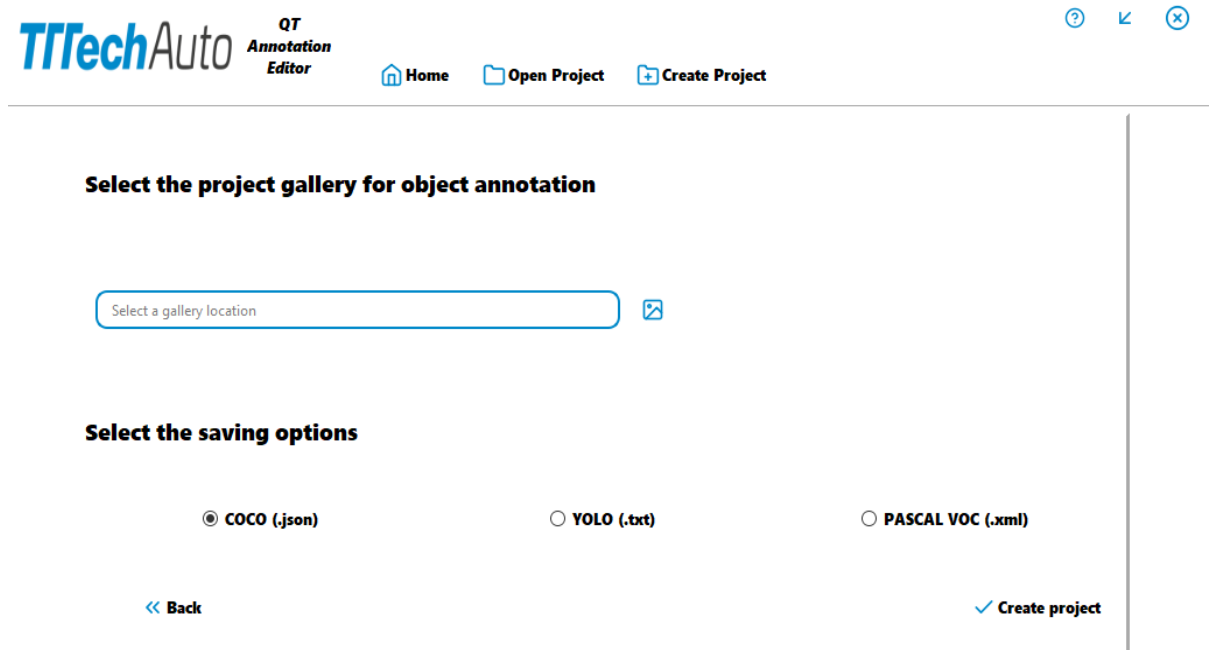 TTTechAuto
QT
Annotation
Editor
Home
Open Project
Create Project
Select the project gallery for object annotation
Select a gallery location
Select the saving options
COCO (.json)
YOLO (.txt)
PASCAL VOC (.xml)
Back
Create project